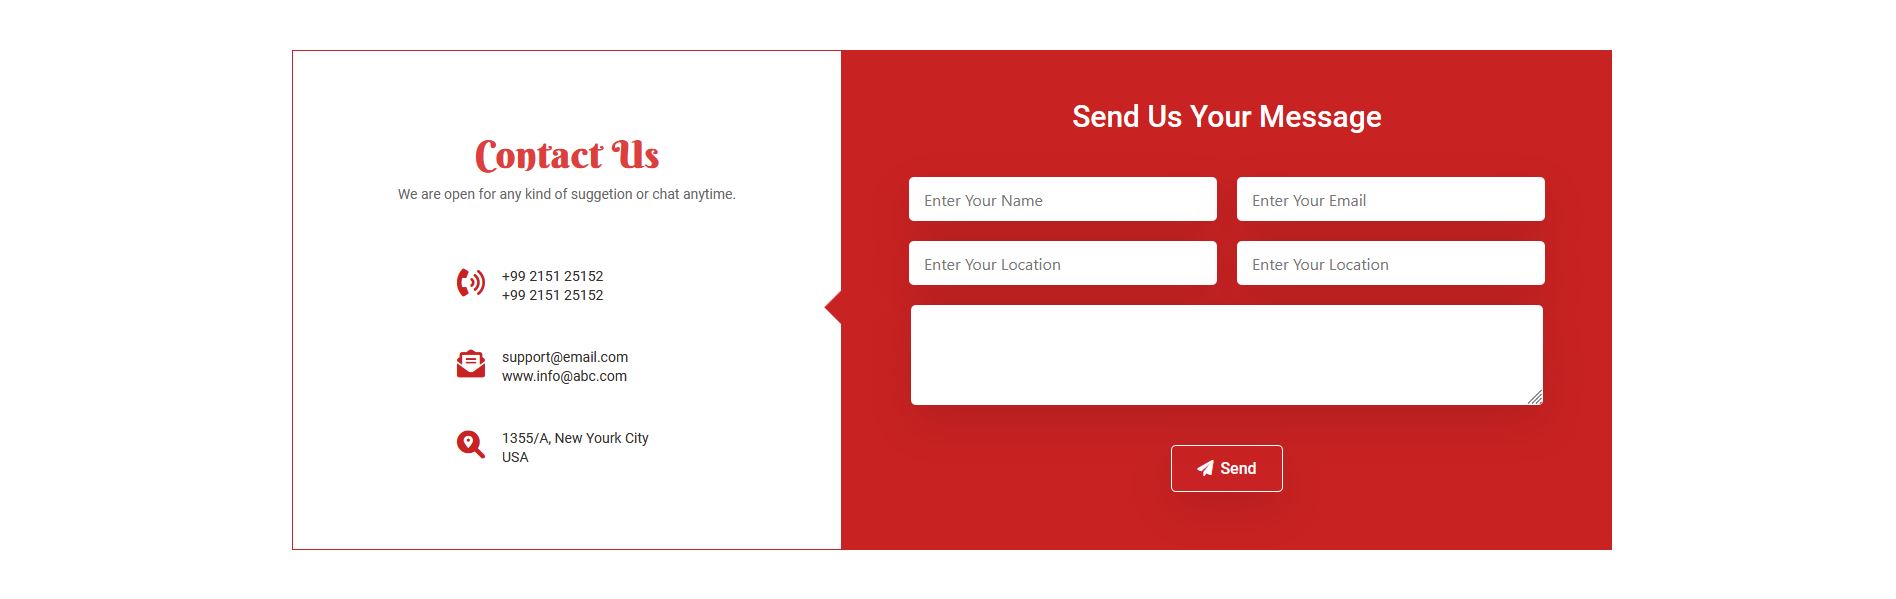 Contact Us
We are open for any kind of suggetion or chat anytime.
+99 2151 25152
+99 2151 25152
support@email.com
www.info@abc.com
1355/A, New Yourk City
USA
Send Us Your Message
Enter Your Name
Enter Your Email
Enter Your Location
Enter Your Location
Send